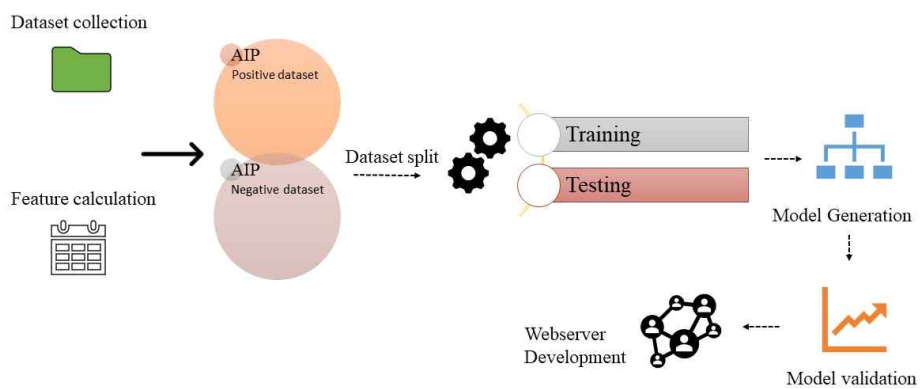 Dataset collection
AIP
Positive dataset
AIP
Negative dataset
Feature calculation
Dataset split
Training
Testing
Model Generation
Model validation
Webserver
Development